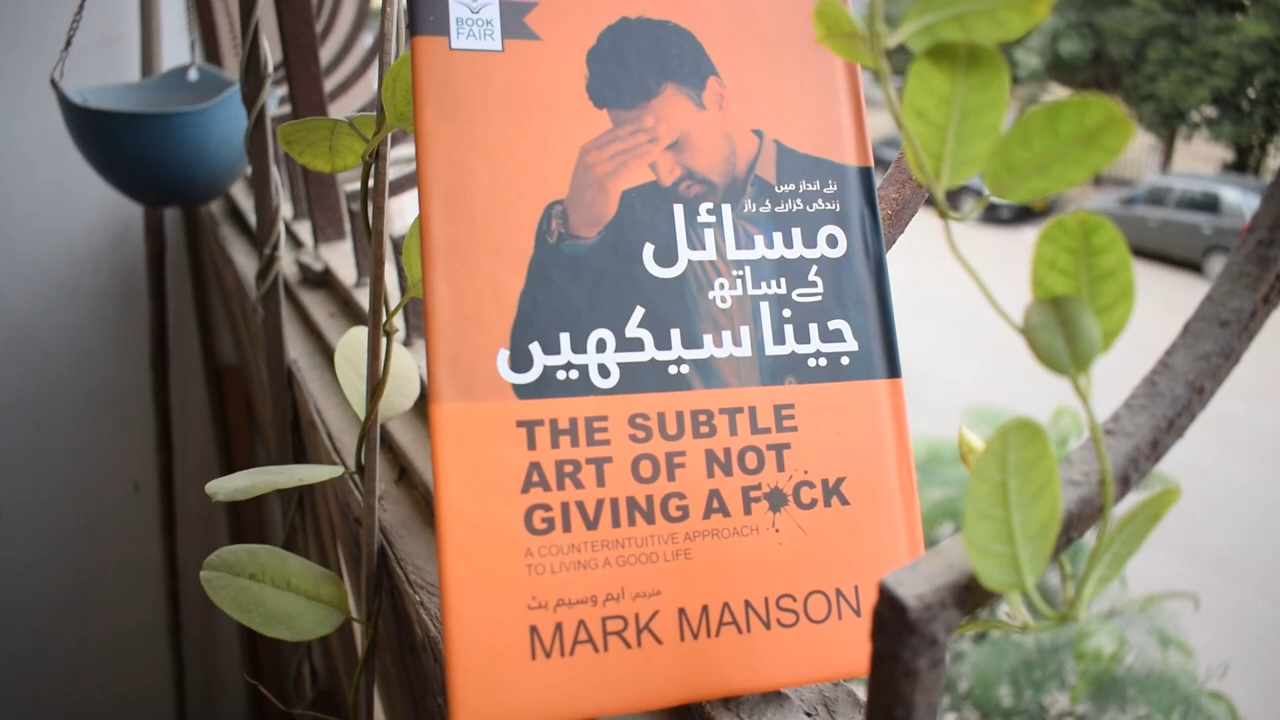 BOOK
FAIR
نئے انداز میں
زندگی گزارنے کے راز
مسائل
کے ساتھ
جینا سیکھیں
THE SUBTLE
ART OF NOT
GIVING A F*CK
A COUNTERINTUITIVE APPROACH
TO LIVING A GOOD LIFE
مترجم: ایم وسیم بٹ
MARK MANSON